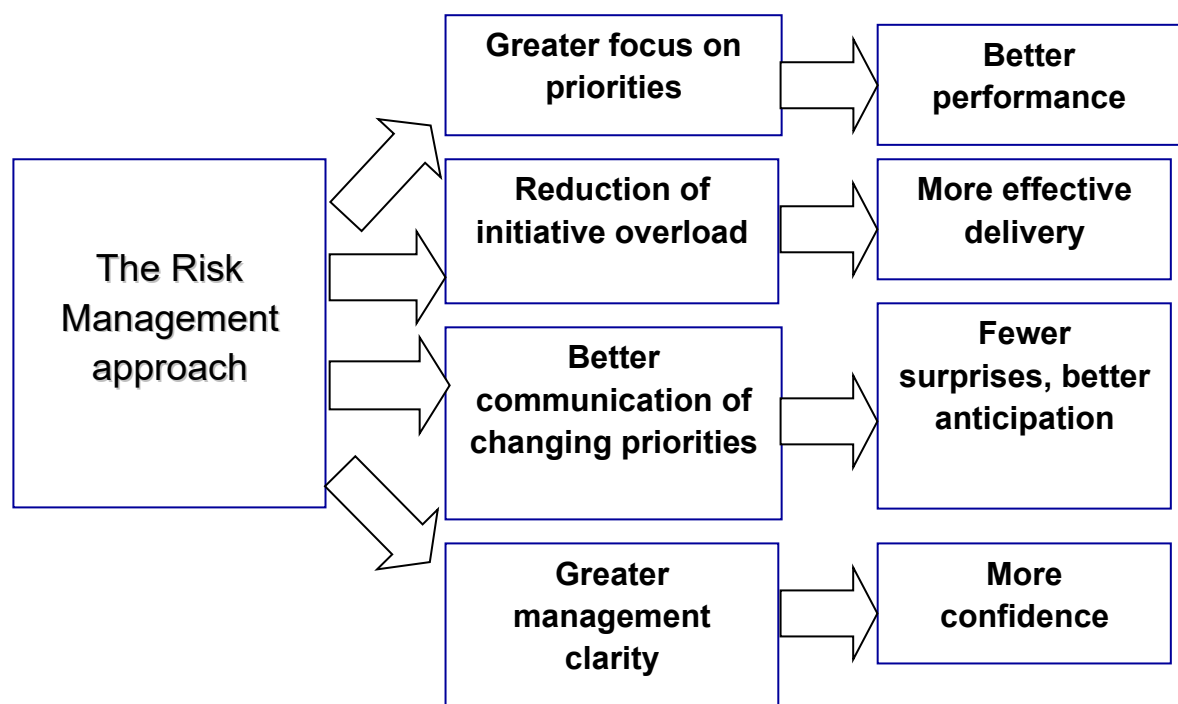 The Risk
Management
approach
Greater focus on
priorities
Better
performance
Reduction of
initiative overload
More effective
delivery
Better
communication of
changing priorities
Fewer
surprises, better
anticipation
Greater
management
clarity
More
confidence